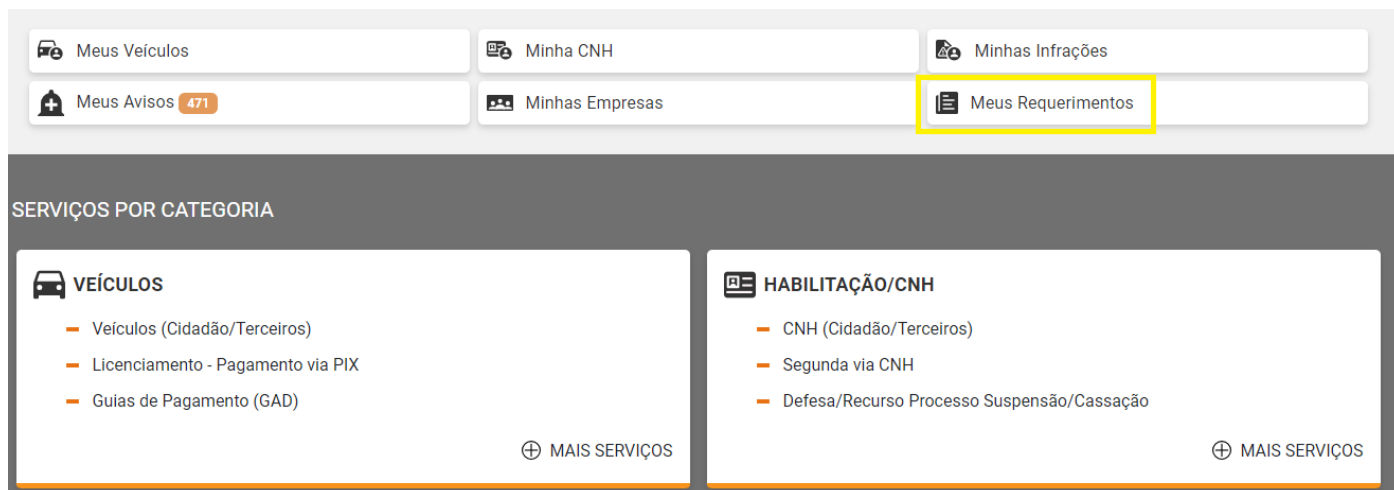 Meus Veículos
Minha CNH
Minhas Infrações
Meus Avisos 471
Minhas Empresas
Meus Requerimentos
SERVIÇOS POR CATEGORIA
VEÍCULOS
Veículos (Cidadão/Terceiros)
Licenciamento - Pagamento via PIX
Guias de Pagamento (GAD)
MAIS SERVIÇOS
HABILITAÇÃO/CNH
CNH (Cidadão/Terceiros)
Segunda via CNH
Defesa/Recurso Processo Suspensão/Cassação
MAIS SERVIÇOS